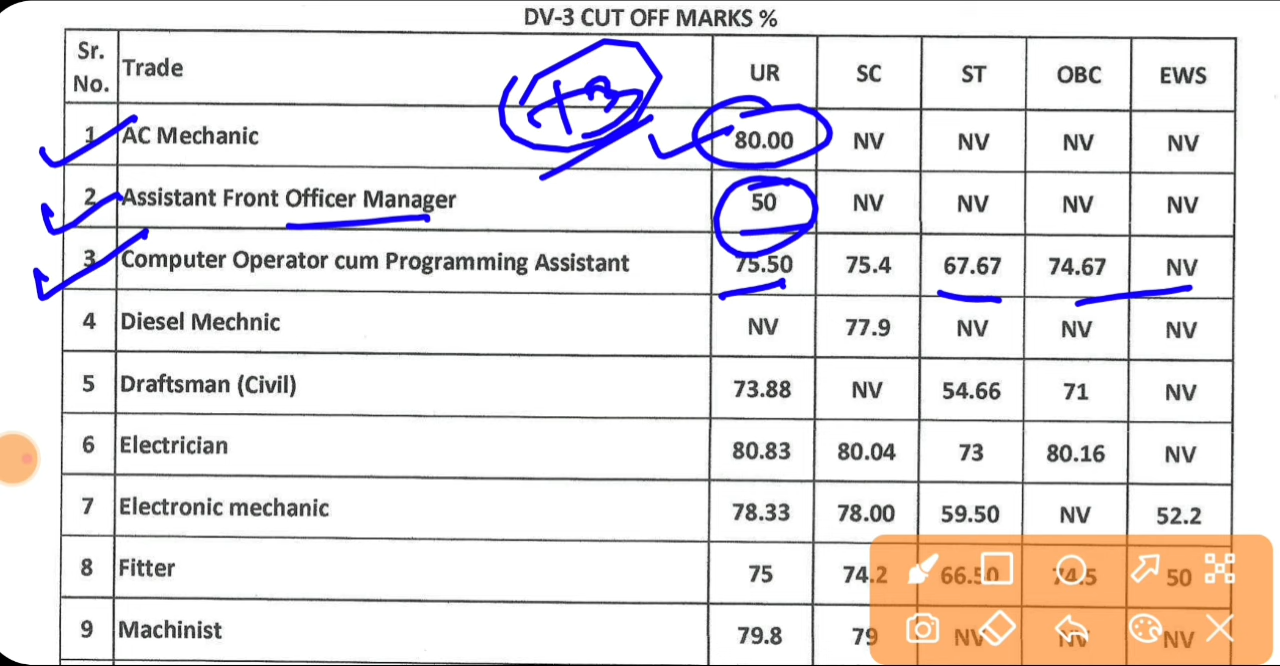 DV-3 CUT OFF MARKS %
Sr. No. Trade UR SC ST OBC EWS
1 AC Mechanic 80.00 NV NV NV NV
2 Assistant Front Officer Manager 50 NV NV NV NV
3 Computer Operator cum Programming Assistant 75.50 75.4 67.67 74.67 NV
4 Diesel Mechnic NV 77.9 NV NV NV
5 Draftsman (Civil) 73.88 NV 54.66 71 NV
6 Electrician 80.83 80.04 73 80.16 NV
7 Electronic mechanic 78.33 78.00 59.50 NV 52.2
8 Fitter 75 74.2 66.50 74.5 50
9 Machinist 79.8 79 NV NV NV